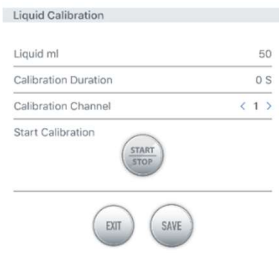 Liquid Calibration
Liquid ml 50
Calibration Duration 0 S
Calibration Channel < 1 >
Start Calibration
START
STOP
EXIT SAVE